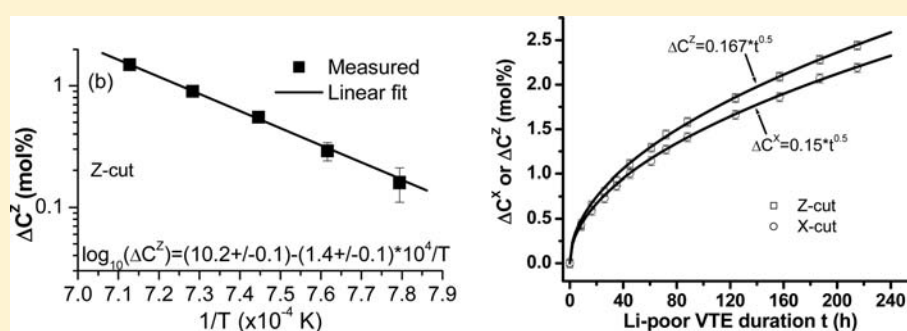 (b)
Measured
Linear fit
Z-cut
log10(ΔC^Z)=(10.2+/-0.1)-(1.4+/-0.1)*10^4/T
ΔC^Z (mol%)
1
0.1
7.0 7.1 7.2 7.3 7.4 7.5 7.6 7.7 7.8 7.9
1/T (x10^-4 K)
ΔC^X or ΔC^Z (mol%)
2.5
2.0
1.5
1.0
0.5
0.0
ΔC^Z=0.167*t^0.5
ΔC^X=0.15*t^0.5
Z-cut
X-cut
0 40 80 120 160 200 240
Li-poor VTE duration t (h)